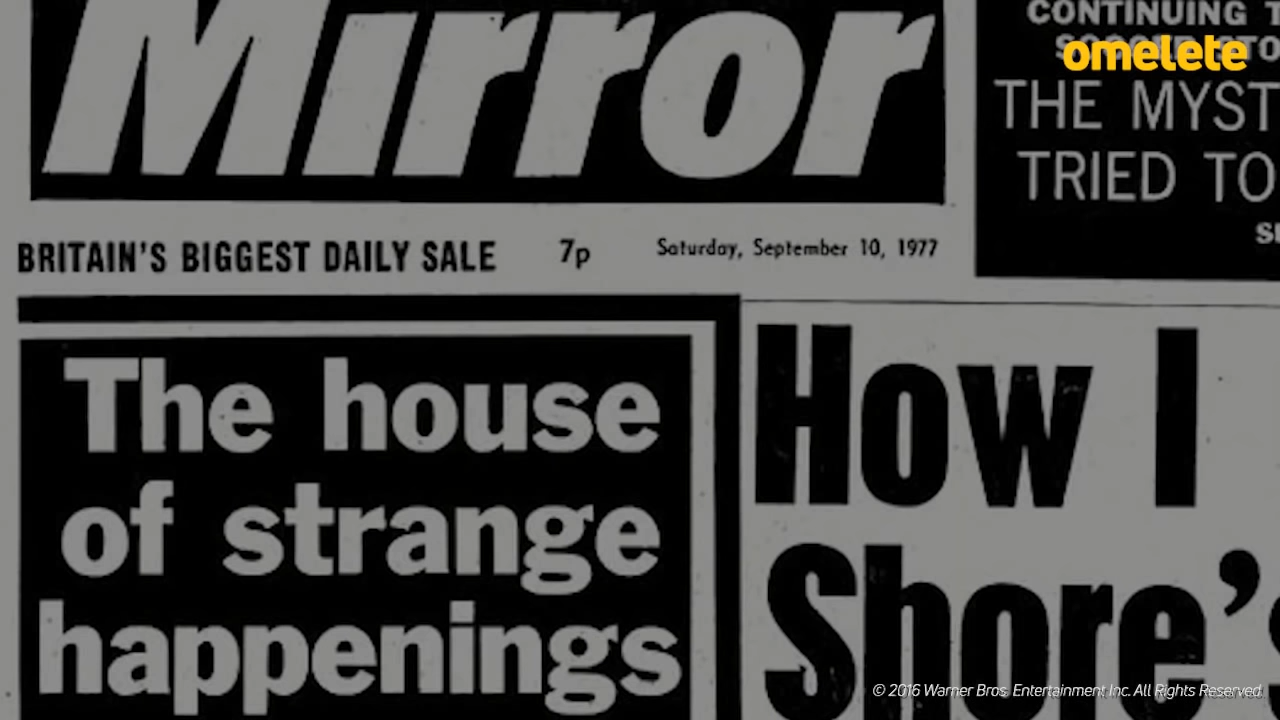 Mirror
CONTINUING
omelete
THE MYST
TRIED TO
BRITAIN'S BIGGEST DAILY SALE 7p Saturday, September 10, 1977
The house
of strange
happenings
How I
Shore's
© 2016 Warner Bros. Entertainment Inc. All Rights Reserved.